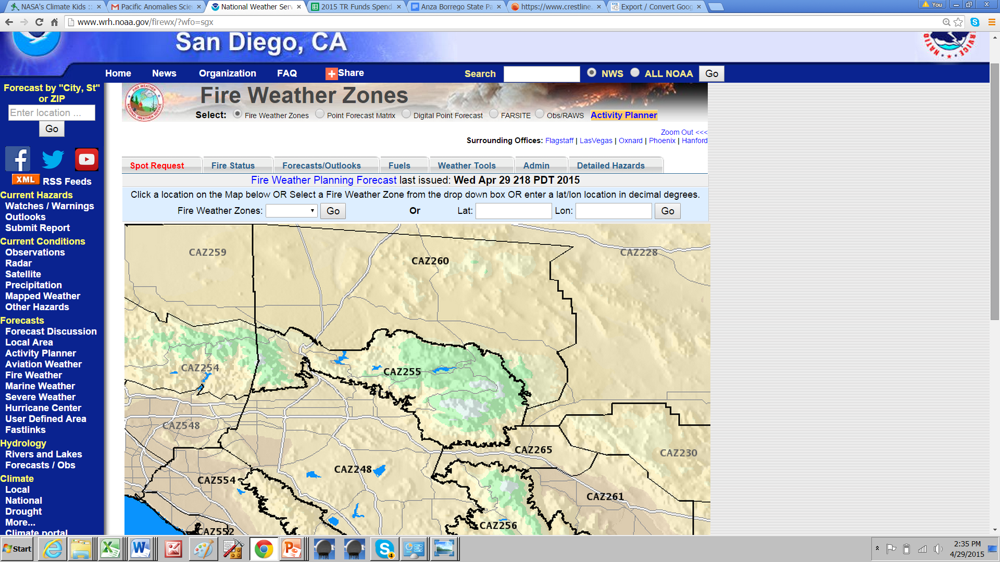 NASA's Climate Kids ::
Pacific Anomalies Scie
National Weather Serv
2015 TR Funds Spend
Anza Borrego State Pa
https://www.crestline.
Export / Convert Goog
You
www.wrh.noaa.gov/firewx/?wfo=sgx
San Diego, CA
Home News Organization FAQ Share Search NWS ALL NOAA Go
Forecast by "City, St"
or ZIP
Enter location ...
Go
XML RSS Feeds
Current Hazards
Watches / Warnings
Outlooks
Submit Report
Current Conditions
Observations
Radar
Satellite
Precipitation
Mapped Weather
Other Hazards
Forecasts
Forecast Discussion
Local Area
Activity Planner
Aviation Weather
Fire Weather
Marine Weather
Severe Weather
Hurricane Center
User Defined Area
Fastlinks
Hydrology
Rivers and Lakes
Forecasts / Obs
Climate
Local
National
Drought
More...
Climate portal
Fire Weather Zones
Select: Fire Weather Zones Point Forecast Matrix Digital Point Forecast FARSITE Obs/RAWS Activity Planner
Zoom Out <<<
Surrounding Offices: Flagstaff | LasVegas | Oxnard | Phoenix | Hanford
Spot Request Fire Status Forecasts/Outlooks Fuels Weather Tools Admin Detailed Hazards
Fire Weather Planning Forecast last issued: Wed Apr 29 218 PDT 2015
Click a location on the Map below OR Select a Fire Weather Zone from the drop down box OR enter a lat/lon location in decimal degrees.
Fire Weather Zones: Go Or Lat: Lon: Go
CAZ259
CAZ260
CAZ228
CAZ254
CAZ255
CAZ548
CAZ265
CAZ230
CAZ248
CAZ554
CAZ261
CAZ256
CAZ552
Start
4
2:35 PM
4/29/2015